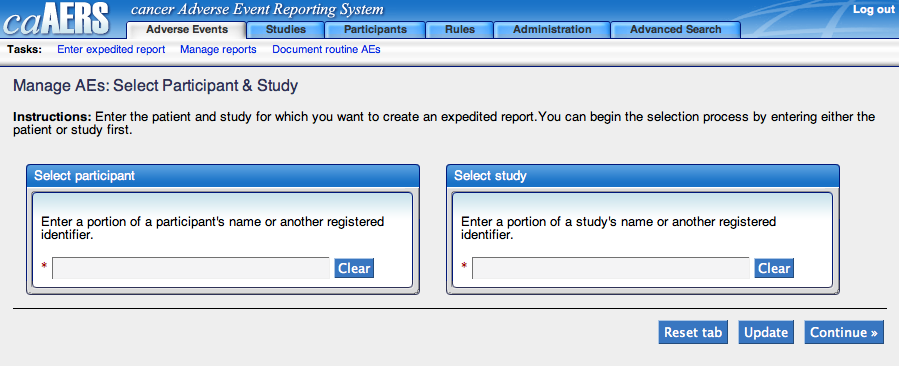 caAERS
cancer Adverse Event Reporting System
Log out
Adverse Events Studies Participants Rules Administration Advanced Search
Tasks: Enter expedited report Manage reports Document routine AEs
Manage AEs: Select Participant & Study
Instructions: Enter the patient and study for which you want to create an expedited report.You can begin the selection process by entering either the
patient or study first.
Select participant
Enter a portion of a participant's name or another registered
identifier.
* Clear
Select study
Enter a portion of a study's name or another registered
identifier.
* Clear
Reset tab Update Continue »